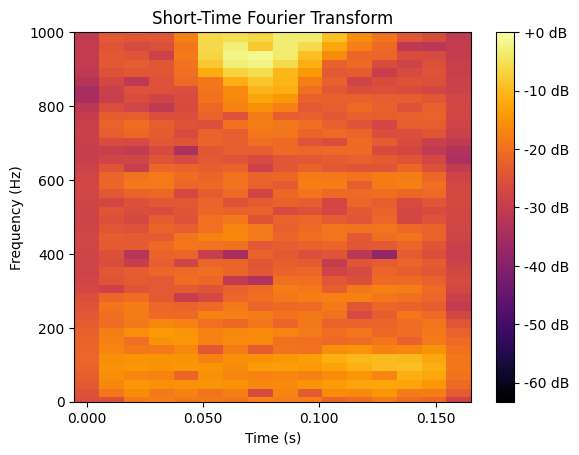 Short-Time Fourier Transform
1000
800
600
400
200
0
Frequency (Hz)
0.000
0.050
0.100
0.150
Time (s)
+0 dB
-10 dB
-20 dB
-30 dB
-40 dB
-50 dB
-60 dB